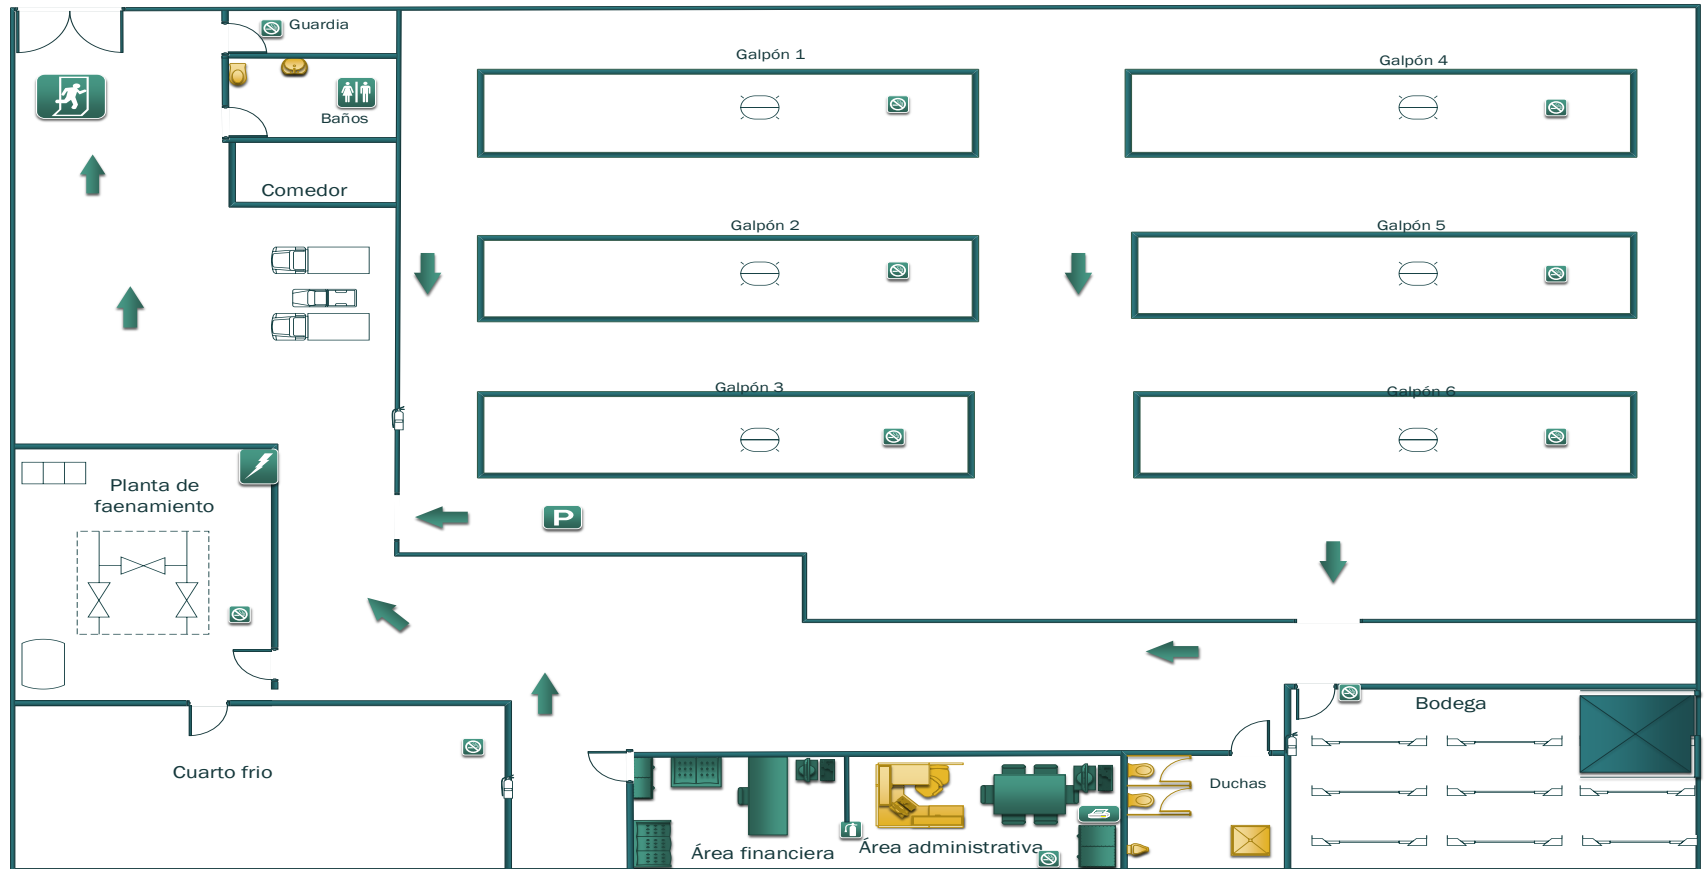 Guardia
Baños
Comedor
Galpón 1
Galpón 4
Galpón 2
Galpón 5
Galpón 3
Galpón 6
P
Planta de
faenamiento
Cuarto frio
Bodega
Duchas
Área financiera
Área administrativa